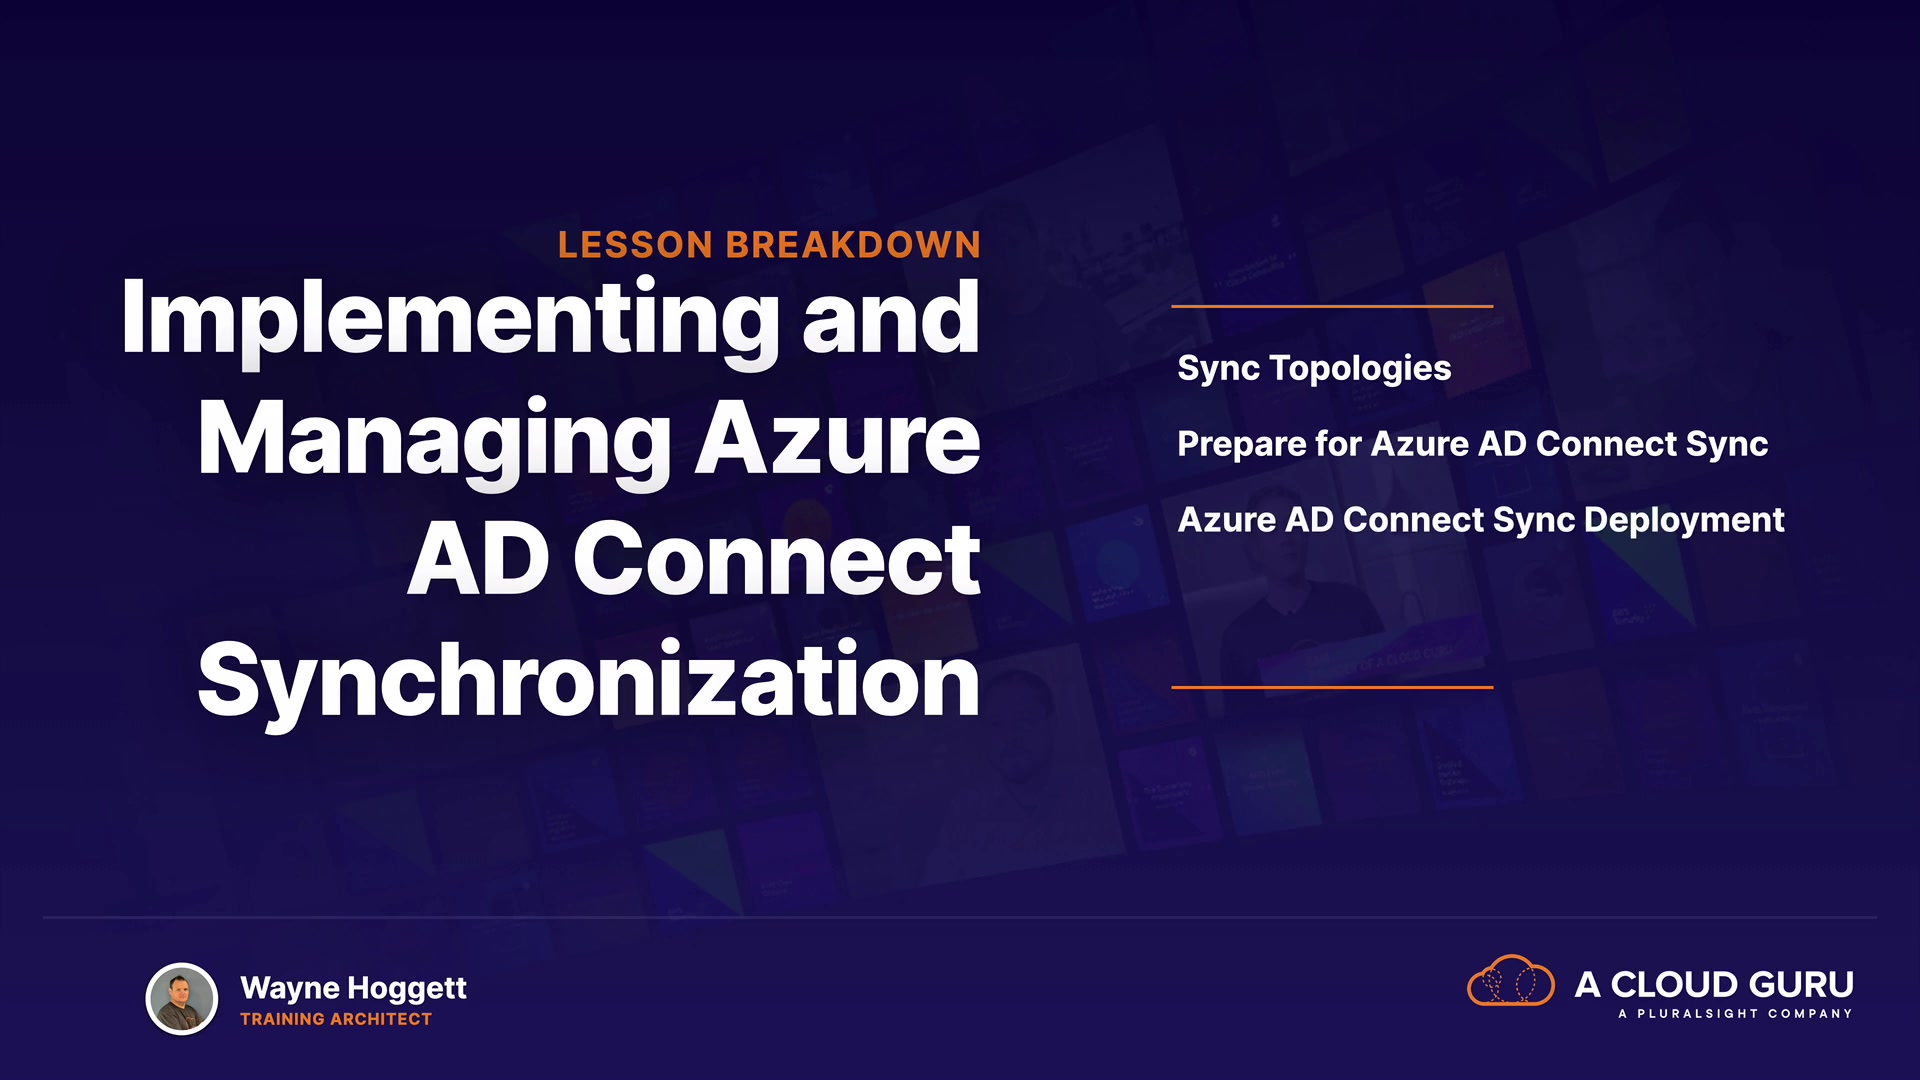 LESSON BREAKDOWN
Implementing and
Managing Azure
AD Connect
Synchronization
Sync Topologies
Prepare for Azure AD Connect Sync
Azure AD Connect Sync Deployment
Wayne Hoggett
TRAINING ARCHITECT
A CLOUD GURU
A PLURALSIGHT COMPANY